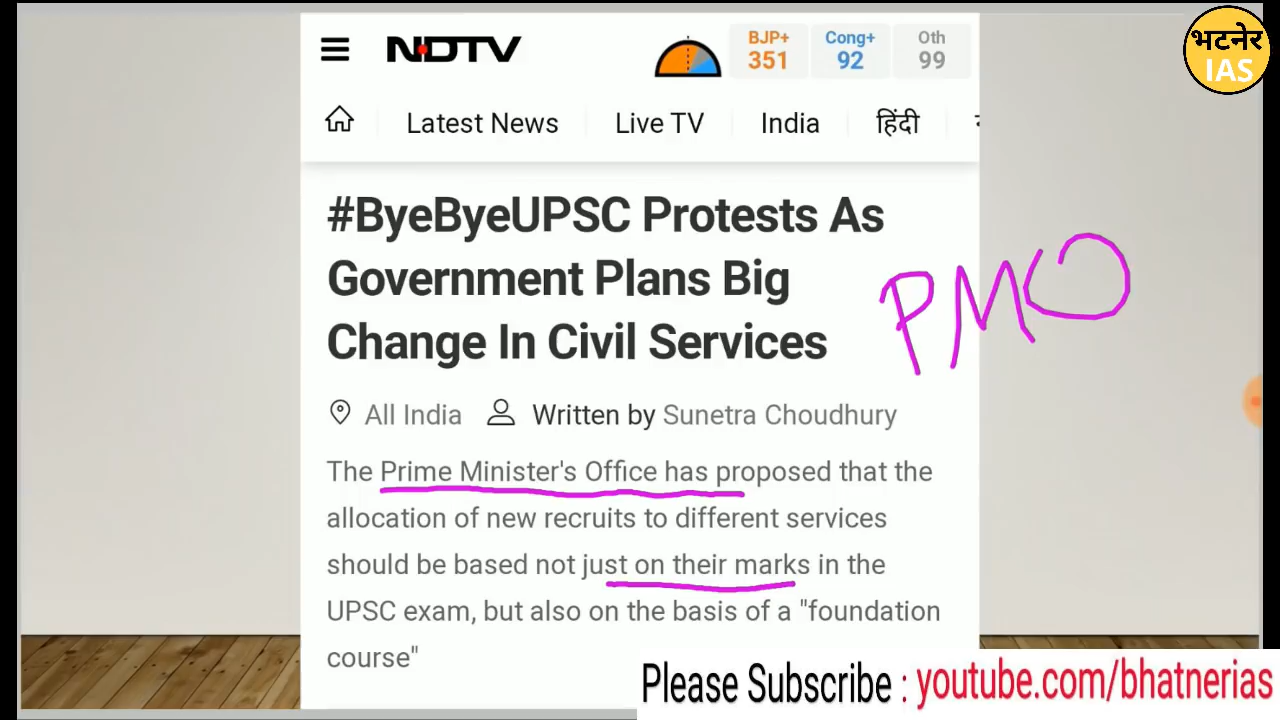 भटनेर
IAS
NDTV
BJP+ Cong+ Oth
351 92 99
Latest News Live TV India हिंदी
#ByeByeUPSC Protests As
Government Plans Big
Change In Civil Services
PMO
All India Written by Sunetra Choudhury
The Prime Minister's Office has proposed that the
allocation of new recruits to different services
should be based not just on their marks in the
UPSC exam, but also on the basis of a "foundation
course"
Please Subscribe : youtube.com/bhatnerias